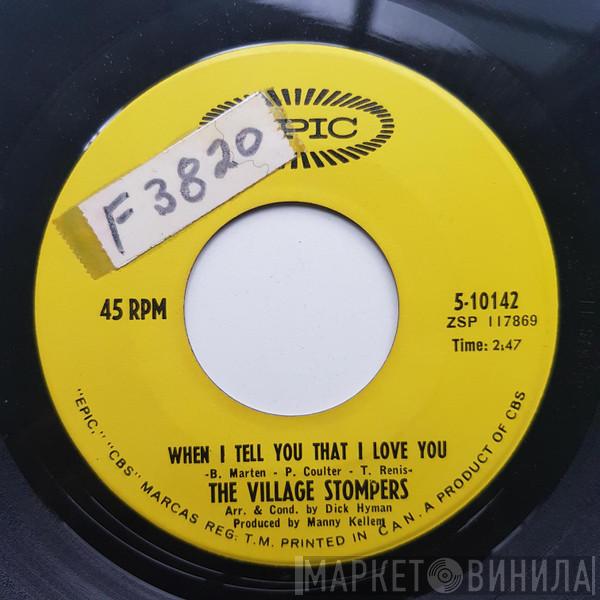 EPIC
F 3820
45 RPM
5-10142
ZSP 117869
Time: 2:47
WHEN I TELL YOU THAT I LOVE YOU
-B. Marten - P. Coulter - T. Renis-
THE VILLAGE STOMPERS
Arr. & Cond. by Dick Hyman
Produced by Manny Kellem
"EPIC," "CBS" MARCAS REG. T.M. PRINTED IN CAN. A PRODUCT OF CBS
МАРКЕТ ВИНИЛА